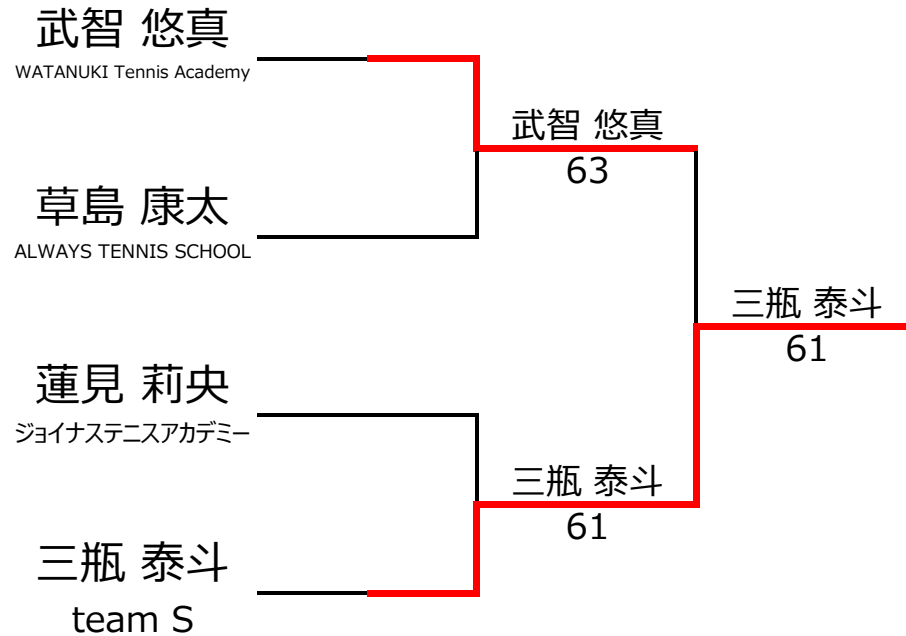 武智 悠真
WATANUKI Tennis Academy
武智 悠真
63
草島 康太
ALWAYS TENNIS SCHOOL
三瓶 泰斗
61
蓮見 莉央
ジョイナステニスアカデミー
三瓶 泰斗
61
三瓶 泰斗
team S